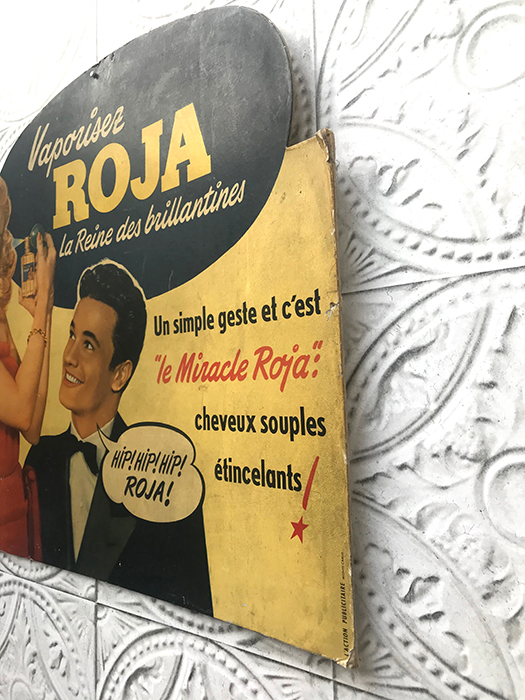 Vaporisez
ROJA
La Reine des brillantines
Un simple geste et c'est
"le Miracle Roja":
cheveux souples
étincelants!
HiP! HiP! HiP!
ROJA!
L'ACTION PUBLICITAIRE